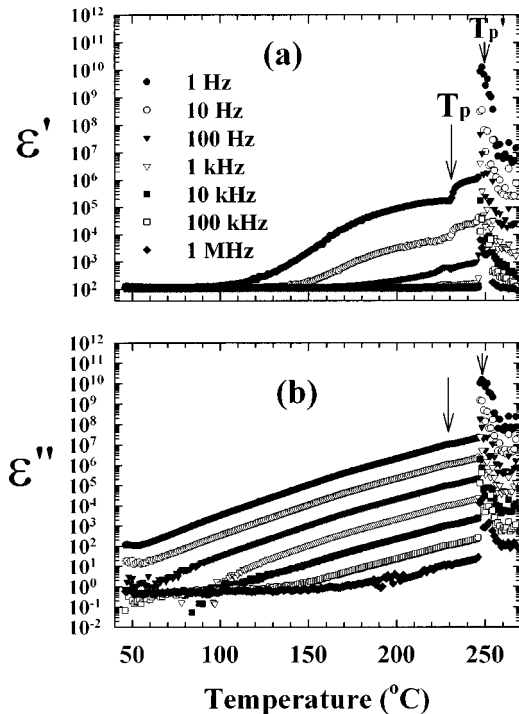 10¹²
10¹¹
10¹⁰
10⁹
10⁸
10⁷
10⁶
10⁵
10⁴
10³
10²
ε'
(a)
Tp'
Tp
1 Hz
10 Hz
100 Hz
1 kHz
10 kHz
100 kHz
1 MHz
10¹²
10¹¹
10¹⁰
10⁹
10⁸
10⁷
10⁶
10⁵
10⁴
10³
10²
10¹
10⁰
10⁻¹
10⁻²
ε''
(b)
50 100 150 200 250
Temperature (°C)